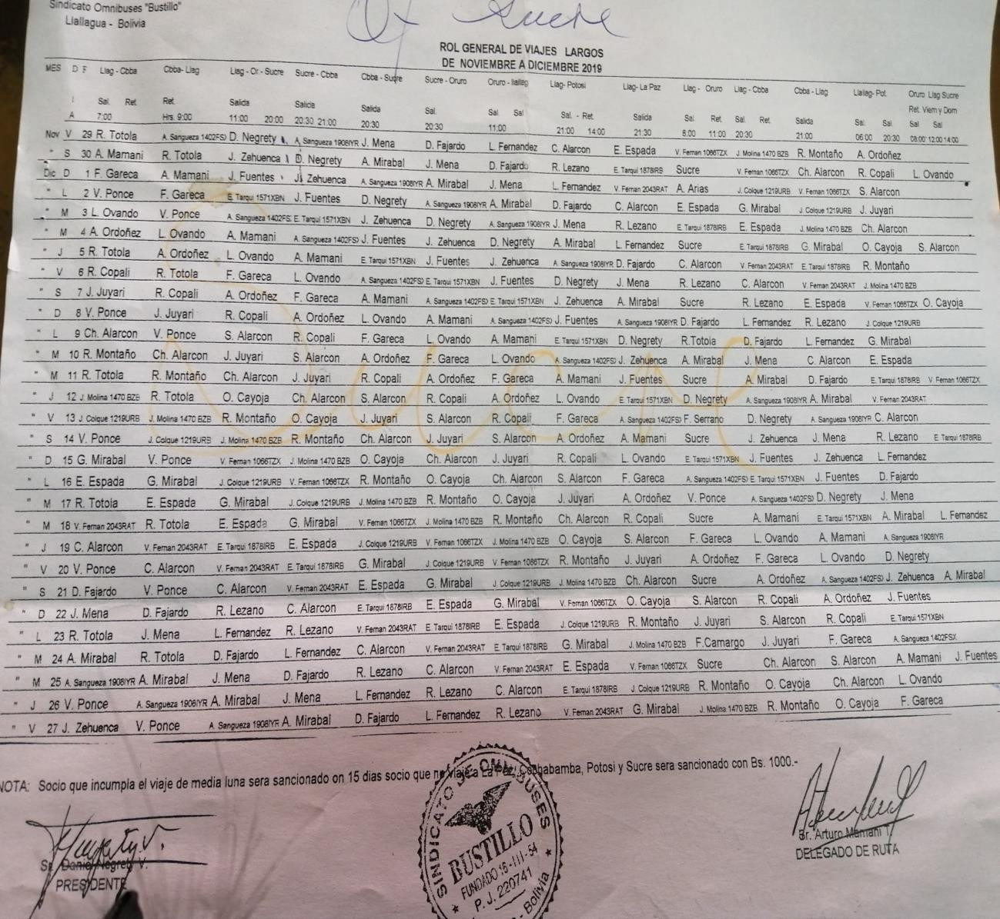 Sindicato Omnibuses "Bustillo"
Llallagua - Bolivia
Of Sucre
ROL GENERAL DE VIAJES LARGOS
DE NOVIEMBRE A DICIEMBRE 2019
MES D F Llag - Cbba Cbba- Llag Llag - Or.- Sucre Sucre - Cbba Cbba - Sucre Sucre - Oruro Oruro - llallag Llag- Potosi Llag- La Paz Llag - Oruro Llag - Cbba Cbba - Llag Llallag- Pot. Oruro Llag Sucre
I Sal. Ret. Ret. Salida Salida Salida Sal. Sal. Sal Sal. - Ret. Salida Sal. Ret. Sal. Ret. Salida Sal. Sal. Ret. Viern y Dom
A 7:00 Hrs. 9:00 11:00 20:00 20:30 21:00 20:30 20:30 11:00 21:00 14:00 21:30 8:00 11:00 20:30 21:00 06:00 20:30 Sal Sal
08:00 12:00 14:00
Nov V 29 R. Totola A. Sangueza 1402FSX D. Negrety A. Sangueza 1908IYR J. Mena D. Fajardo L. Fernandez C. Alarcon E. Espada V. Fernan 1066TZX J. Molina 1470 BZB R. Montaño A. Ordoñez
" S 30 A. Mamani R. Totola J. Zehuenca D. Negrety A. Mirabal J. Mena D. Fajardo R. Lezano E. Tarqui 1878IRB Sucre V. Fernan 1066TZX Ch. Alarcon R. Copali L. Ovando
Dic D 1 F. Gareca A. Mamani J. Fuentes J. Zehuenca A. Sangueza 1908IYR A. Mirabal J. Mena L. Fernandez V. Fernan 2043RAT A. Arias J. Colque 1219URB V. Fernan 1066TZX S. Alarcon
" L 2 V. Ponce F. Gareca E. Tarqui 1571XBN J. Fuentes D. Negrety A. Sangueza 1908IYR A. Mirabal D. Fajardo C. Alarcon E. Espada G. Mirabal J. Colque 1219URB J. Juyari
" M 3 L. Ovando V. Ponce A. Sangueza 1402FSX E. Tarqui 1571XBN J. Zehuenca D. Negrety A. Sangueza 1908IYR J. Mena R. Lezano E. Tarqui 1878IRB E. Espada J. Molina 1470 BZB Ch. Alarcon
" M 4 A. Ordoñez L. Ovando A. Mamani A. Sangueza 1402FSX J. Fuentes J. Zehuenca D. Negrety A. Mirabal L. Fernandez Sucre E. Tarqui 1878IRB G. Mirabal O. Cayoja S. Alarcon
" J 5 R. Totola A. Ordoñez L. Ovando A. Mamani E. Tarqui 1571XBN J. Fuentes J. Zehuenca A. Sangueza 1908IYR D. Fajardo C. Alarcon V. Fernan 2043RAT E. Tarqui 1878IRB R. Montaño
" V 6 R. Copali R. Totola F. Gareca L. Ovando A. Sangueza 1402FSX E. Tarqui 1571XBN J. Fuentes D. Negrety J. Mena R. Lezano C. Alarcon V. Fernan 2043RAT J. Molina 1470 BZB
" S 7 J. Juyari R. Copali A. Ordoñez F. Gareca A. Mamani A. Sangueza 1402FSX E. Tarqui 1571XBN J. Zehuenca A. Mirabal Sucre R. Lezano E. Espada V. Fernan 1066TZX O. Cayoja
" D 8 V. Ponce J. Juyari R. Copali A. Ordoñez L. Ovando A. Mamani A. Sangueza 1402FSX J. Fuentes A. Sangueza 1908IYR D. Fajardo L. Fernandez R. Lezano J. Colque 1219URB
" L 9 Ch. Alarcon V. Ponce S. Alarcon R. Copali F. Gareca L. Ovando A. Mamani E. Tarqui 1571XBN D. Negrety R.Totola D. Fajardo L. Fernandez G. Mirabal
" M 10 R. Montaño Ch. Alarcon J. Juyari S. Alarcon A. Ordoñez F. Gareca L. Ovando A. Sangueza 1402FSX J. Zehuenca A. Mirabal J. Mena C. Alarcon E. Espada
" M 11 R. Totola R. Montaño Ch. Alarcon J. Juyari R. Copali A. Ordoñez F. Gareca A. Mamani J. Fuentes Sucre A. Mirabal D. Fajardo E. Tarqui 1878IRB V. Fernan 1066TZX
" J 12 J. Molina 1470 BZB R. Totola O. Cayoja Ch. Alarcon S. Alarcon R. Copali A. Ordoñez L. Ovando E. Tarqui 1571XBN D. Negrety A. Sangueza 1908IYR A. Mirabal V. Fernan 2043RAT
" V 13 J. Colque 1219URB J. Molina 1470 BZB R. Montaño O. Cayoja J. Juyari S. Alarcon R. Copali F. Gareca A. Sangueza 1402FSX F. Serrano D. Negrety A. Sangueza 1908IYR C. Alarcon
" S 14 V. Ponce J. Colque 1219URB J. Molina 1470 BZB R. Montaño Ch. Alarcon J. Juyari S. Alarcon A. Ordoñez A. Mamani Sucre J. Zehuenca J. Mena R. Lezano E. Tarqui 1878IRB
" D 15 G. Mirabal V. Ponce V. Fernan 1066TZX J. Molina 1470 BZB O. Cayoja Ch. Alarcon J. Juyari R. Copali L. Ovando E. Tarqui 1571XBN J. Fuentes J. Zehuenca L. Fernandez
" L 16 E. Espada G. Mirabal J. Colque 1219URB V. Fernan 1066TZX R. Montaño O. Cayoja Ch. Alarcon S. Alarcon F. Gareca A. Sangueza 1402FSX E. Tarqui 1571XBN J. Fuentes D. Fajardo
" M 17 R. Totola E. Espada G. Mirabal J. Colque 1219URB J. Molina 1470 BZB R. Montaño O. Cayoja J. Juyari A. Ordoñez V. Ponce A. Sangueza 1402FSX D. Negrety J. Mena
" M 18 V. Fernan 2043RAT R. Totola E. Espada G. Mirabal V. Fernan 1066TZX J. Molina 1470 BZB R. Montaño Ch. Alarcon R. Copali Sucre A. Mamani E. Tarqui 1571XBN A. Mirabal L. Fernandez
" J 19 C. Alarcon V. Fernan 2043RAT E. Tarqui 1878IRB E. Espada J. Colque 1219URB V. Fernan 1066TZX J. Molina 1470 BZB O. Cayoja S. Alarcon F. Gareca L. Ovando A. Mamani A. Sangueza 1908IYR
" V 20 V. Ponce C. Alarcon V. Fernan 2043RAT E. Tarqui 1878IRB G. Mirabal J. Colque 1219URB V. Fernan 1066TZX R. Montaño J. Juyari A. Ordoñez F. Gareca L. Ovando D. Negrety
" S 21 D. Fajardo V. Ponce C. Alarcon V. Fernan 2043RAT E. Espada G. Mirabal J. Colque 1219URB J. Molina 1470 BZB Ch. Alarcon Sucre A. Ordoñez A. Sangueza 1402FSX J. Zehuenca A. Mirabal
" D 22 J. Mena D. Fajardo R. Lezano C. Alarcon E. Tarqui 1878IRB E. Espada G. Mirabal V. Fernan 1066TZX O. Cayoja S. Alarcon R. Copali A. Ordoñez J. Fuentes
" L 23 R. Totola J. Mena L. Fernandez R. Lezano V. Fernan 2043RAT E. Tarqui 1878IRB E. Espada J. Colque 1219URB R. Montaño J. Juyari S. Alarcon R. Copali E. Tarqui 1571XBN
" M 24 A. Mirabal R. Totola D. Fajardo L. Fernandez C. Alarcon V. Fernan 2043RAT E. Tarqui 1878IRB G. Mirabal J. Molina 1470 BZB F.Camargo J. Juyari F. Gareca A. Sangueza 1402FSX
" M 25 A. Sangueza 1908IYR A. Mirabal J. Mena D. Fajardo R. Lezano C. Alarcon V. Fernan 2043RAT E. Espada V. Fernan 1066TZX Sucre Ch. Alarcon S. Alarcon A. Mamani J. Fuentes
" J 26 V. Ponce A. Sangueza 1908IYR A. Mirabal J. Mena L. Fernandez R. Lezano C. Alarcon E. Tarqui 1878IRB J. Colque 1219URB R. Montaño O. Cayoja Ch. Alarcon L. Ovando
" V 27 J. Zehuenca V. Ponce A. Sangueza 1908IYR A. Mirabal D. Fajardo L. Fernandez R. Lezano V. Fernan 2043RAT G. Mirabal J. Molina 1470 BZB R. Montaño O. Cayoja F. Gareca
Sucre
NOTA: Socio que incumpla el viaje de media luna sera sancionado on 15 dias socio que no viaje a La Paz, Cochabamba, Potosi y Sucre sera sancionado con Bs. 1000.-
Sr. Daniel Negrety V.
PRESIDENTE
SINDICATO DE OMNIBUSES
BUSTILLO
FUNDADO 16-III-54
P. J. 220741
- Bolivia
Sr. Arturo Mamani T.
DELEGADO DE RUTA